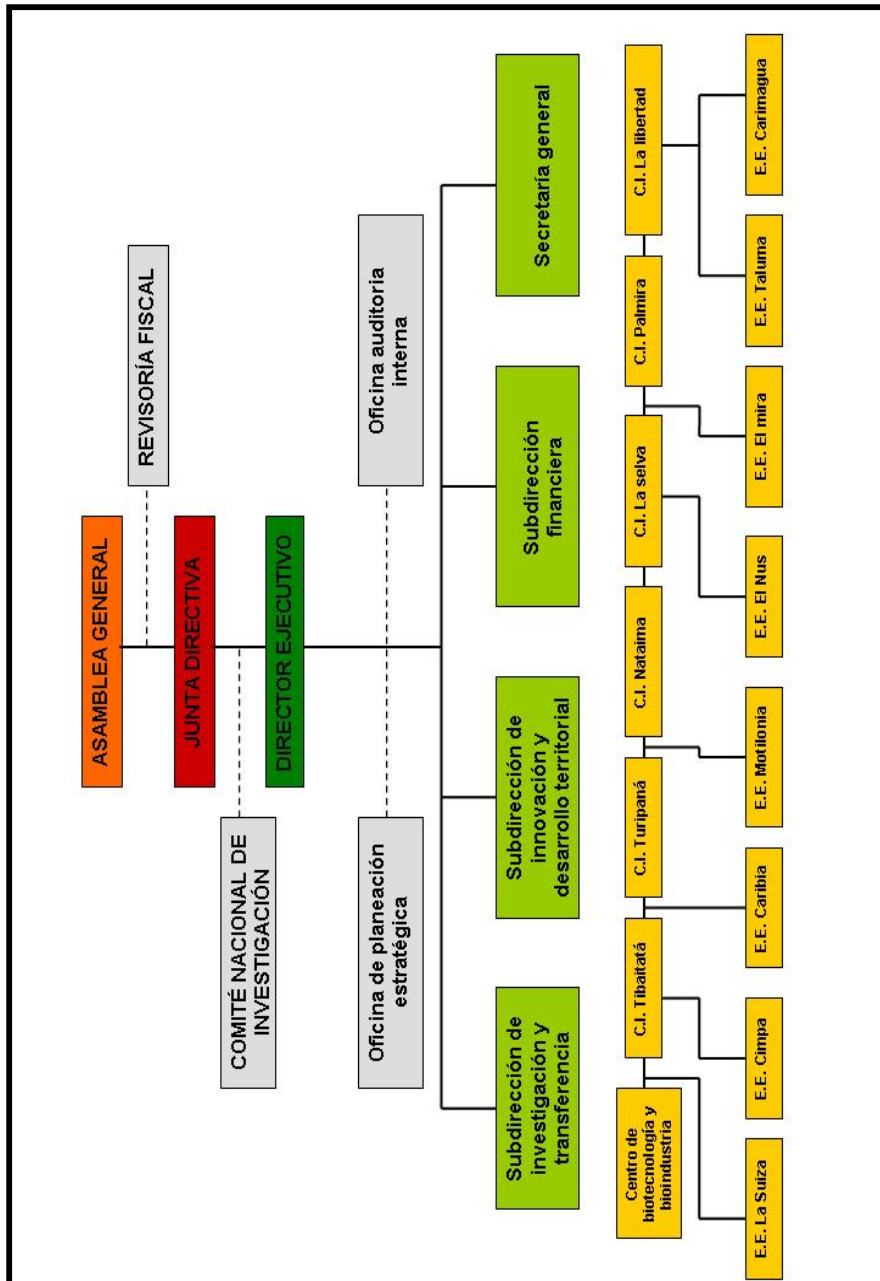 ASAMBLEA GENERAL
REVISORÍA FISCAL
JUNTA DIRECTIVA
COMITÉ NACIONAL DE
INVESTIGACIÓN
DIRECTOR EJECUTIVO
Oficina de planeación
estratégica
Oficina auditoria
interna
Subdirección de
investigación y
transferencia
Subdirección de
innovación y
desarrollo territorial
Subdirección
financiera
Secretaría general
Centro de
biotecnología y
bioindustria
C.I. Tibaitatá
C.I. Turipaná
C.I. Nataima
C.I. La selva
C.I. Palmira
C.I. La libertad
E.E. La Suiza
E.E. Cimpa
E.E. Caribia
E.E. Motilonia
E.E. El Nus
E.E. El mira
E.E. Taluma
E.E. Carimagua